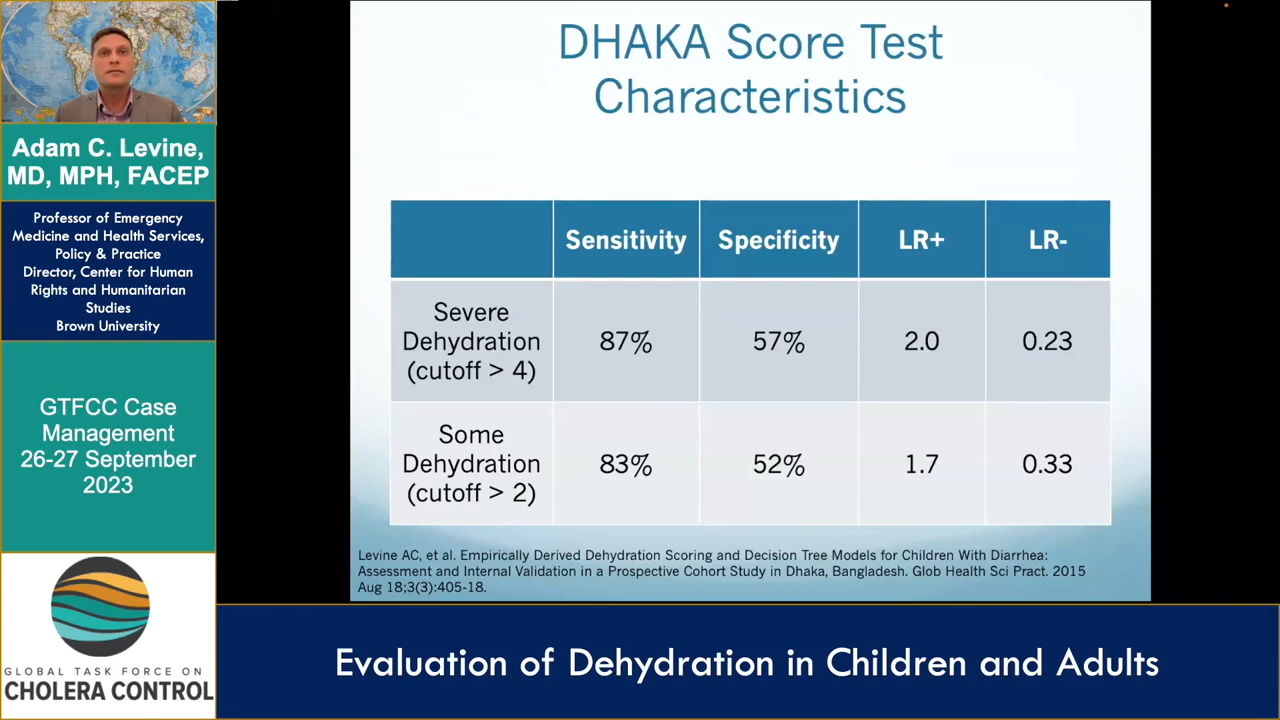 DHAKA Score Test
Characteristics
Adam C. Levine,
MD, MPH, FACEP
Professor of Emergency
Medicine and Health Services,
Policy & Practice
Director, Center for Human
Rights and Humanitarian
Studies
Brown University
GTFCC Case
Management
26-27 September
2023
Sensitivity Specificity LR+ LR-
Severe
Dehydration
(cutoff > 4)
87% 57% 2.0 0.23
Some
Dehydration
(cutoff > 2)
83% 52% 1.7 0.33
Levine AC, et al. Empirically Derived Dehydration Scoring and Decision Tree Models for Children With Diarrhea:
Assessment and Internal Validation in a Prospective Cohort Study in Dhaka, Bangladesh. Glob Health Sci Pract. 2015
Aug 18;3(3):405-18.
GLOBAL TASK FORCE ON
CHOLERA CONTROL
Evaluation of Dehydration in Children and Adults